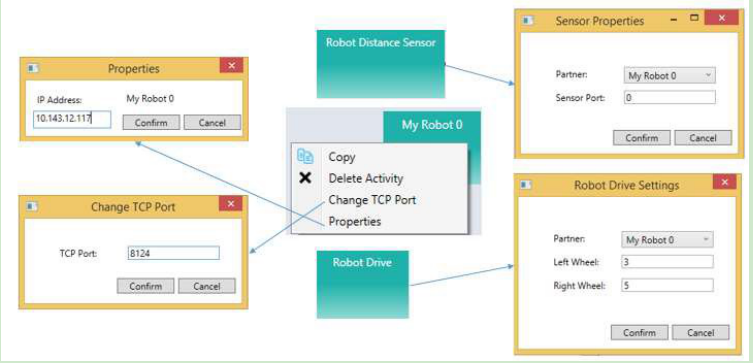 Properties
IP Address:
My Robot 0
10.143.12.117
Confirm
Cancel
Change TCP Port
TCP Port:
8124
Confirm
Cancel
Robot Distance Sensor
My Robot 0
Copy
Delete Activity
Change TCP Port
Properties
Robot Drive
Sensor Properties
Partner:
My Robot 0
Sensor Port:
0
Confirm
Cancel
Robot Drive Settings
Partner:
My Robot 0
Left Wheel:
3
Right Wheel:
5
Confirm
Cancel